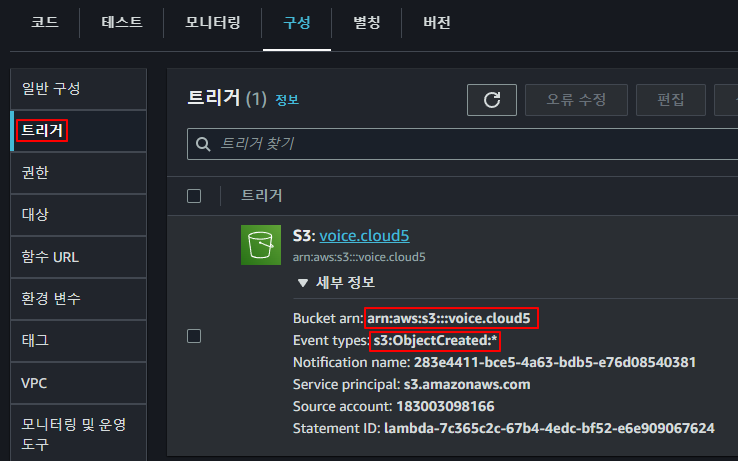 코드 테스트 모니터링 구성 별칭 버전
일반 구성
트리거
권한
대상
함수 URL
환경 변수
태그
VPC
모니터링 및 운영
도구
트리거 (1) 정보
오류 수정 편집
트리거 찾기
트리거
S3: voice.cloud5
arn:aws:s3:::voice.cloud5
▼ 세부 정보
Bucket arn: arn:aws:s3:::voice.cloud5
Event types: s3:ObjectCreated:*
Notification name: 283e4411-bce5-4a63-bdb5-e76d08540381
Service principal: s3.amazonaws.com
Source account: 183003098166
Statement ID: lambda-7c365c2c-67b4-4edc-bf52-e6e909067624